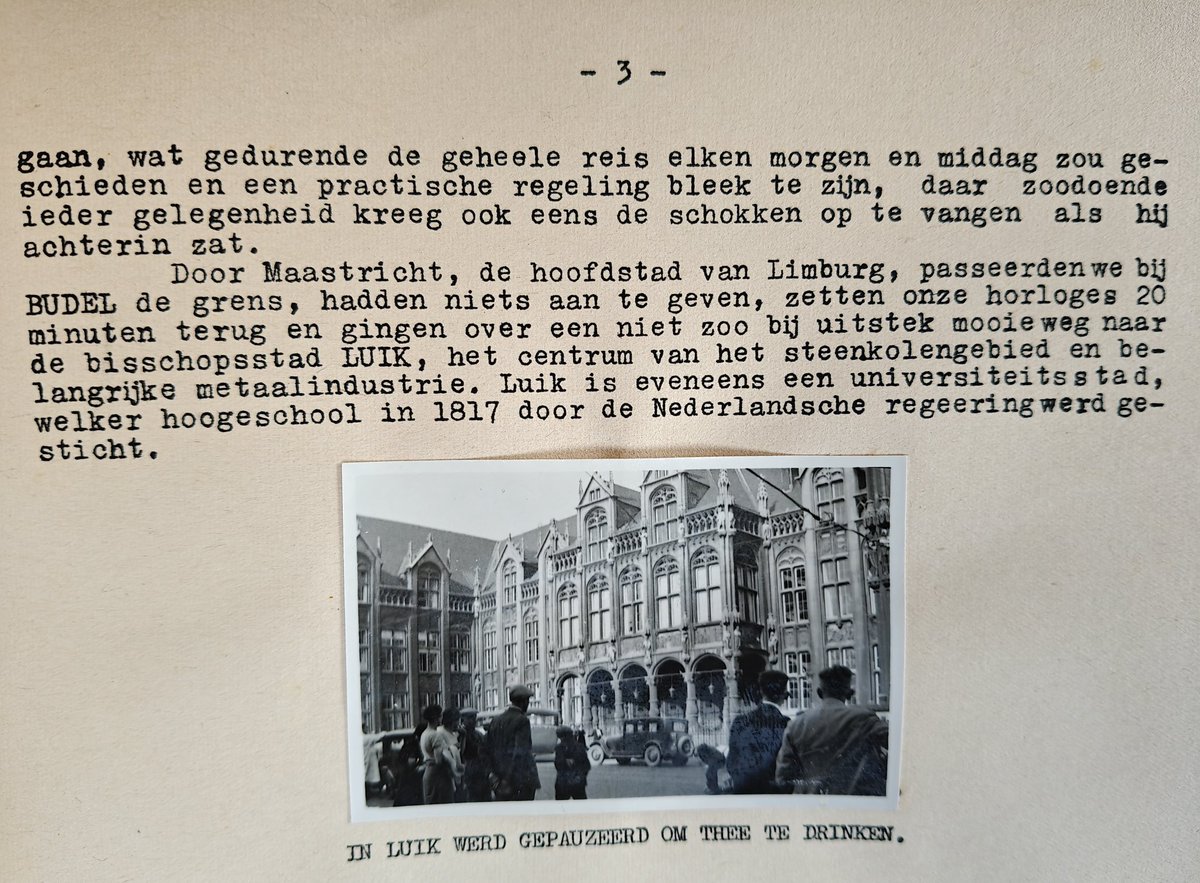 - 3 -
gaan, wat gedurende de geheele reis elken morgen en middag zou ge-
schieden en een practische regeling bleek te zijn, daar zoodoende
ieder gelegenheid kreeg ook eens de schokken op te vangen als hij
achterin zat.
Door Maastricht, de hoofdstad van Limburg, passeerden we bij
BUDEL de grens, hadden niets aan te geven, zetten onze horloges 20
minuten terug en gingen over een niet zoo bij uitstek mooie weg naar
de bisschopsstad LUIK, het centrum van het steenkolengebied en be-
langrijke metaalindustrie. Luik is eveneens een universiteitsstad,
welker hoogeschool in 1817 door de Nederlandsche regeering werd ge-
sticht.
IN LUIK WERD GEPAUZEERD OM THEE TE DRINKEN.